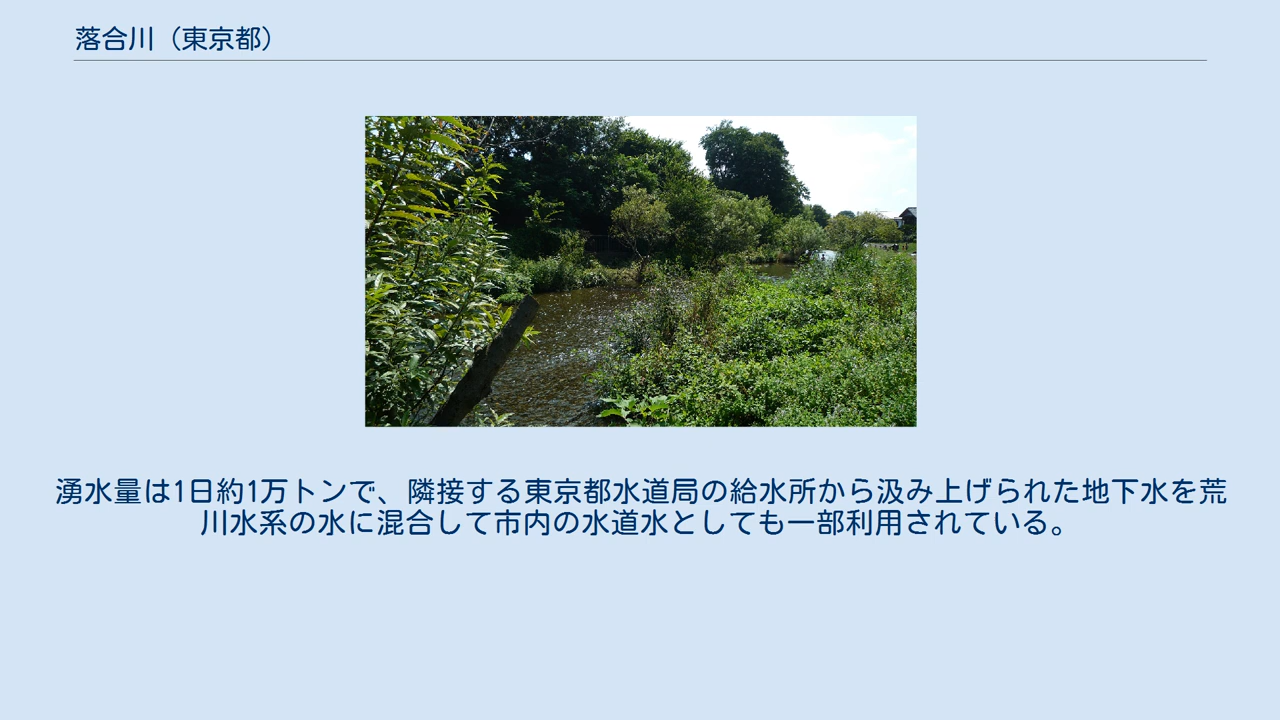 落合川（東京都）
湧水量は1日約1万トンで、隣接する東京都水道局の給水所から汲み上げられた地下水を荒
川水系の水に混合して市内の水道水としても一部利用されている。